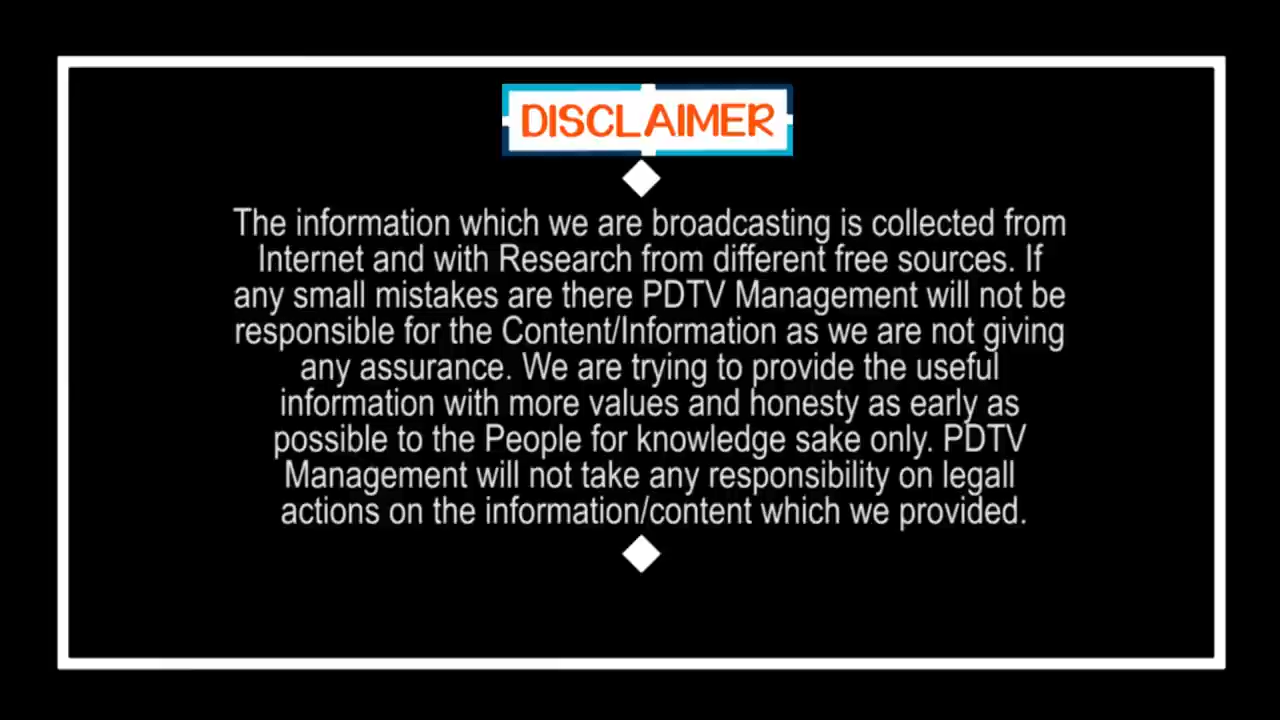 DISCLAIMER
The information which we are broadcasting is collected from
Internet and with Research from different free sources. If
any small mistakes are there PDTV Management will not be
responsible for the Content/Information as we are not giving
any assurance. We are trying to provide the useful
information with more values and honesty as early as
possible to the People for knowledge sake only. PDTV
Management will not take any responsibility on legall
actions on the information/content which we provided.